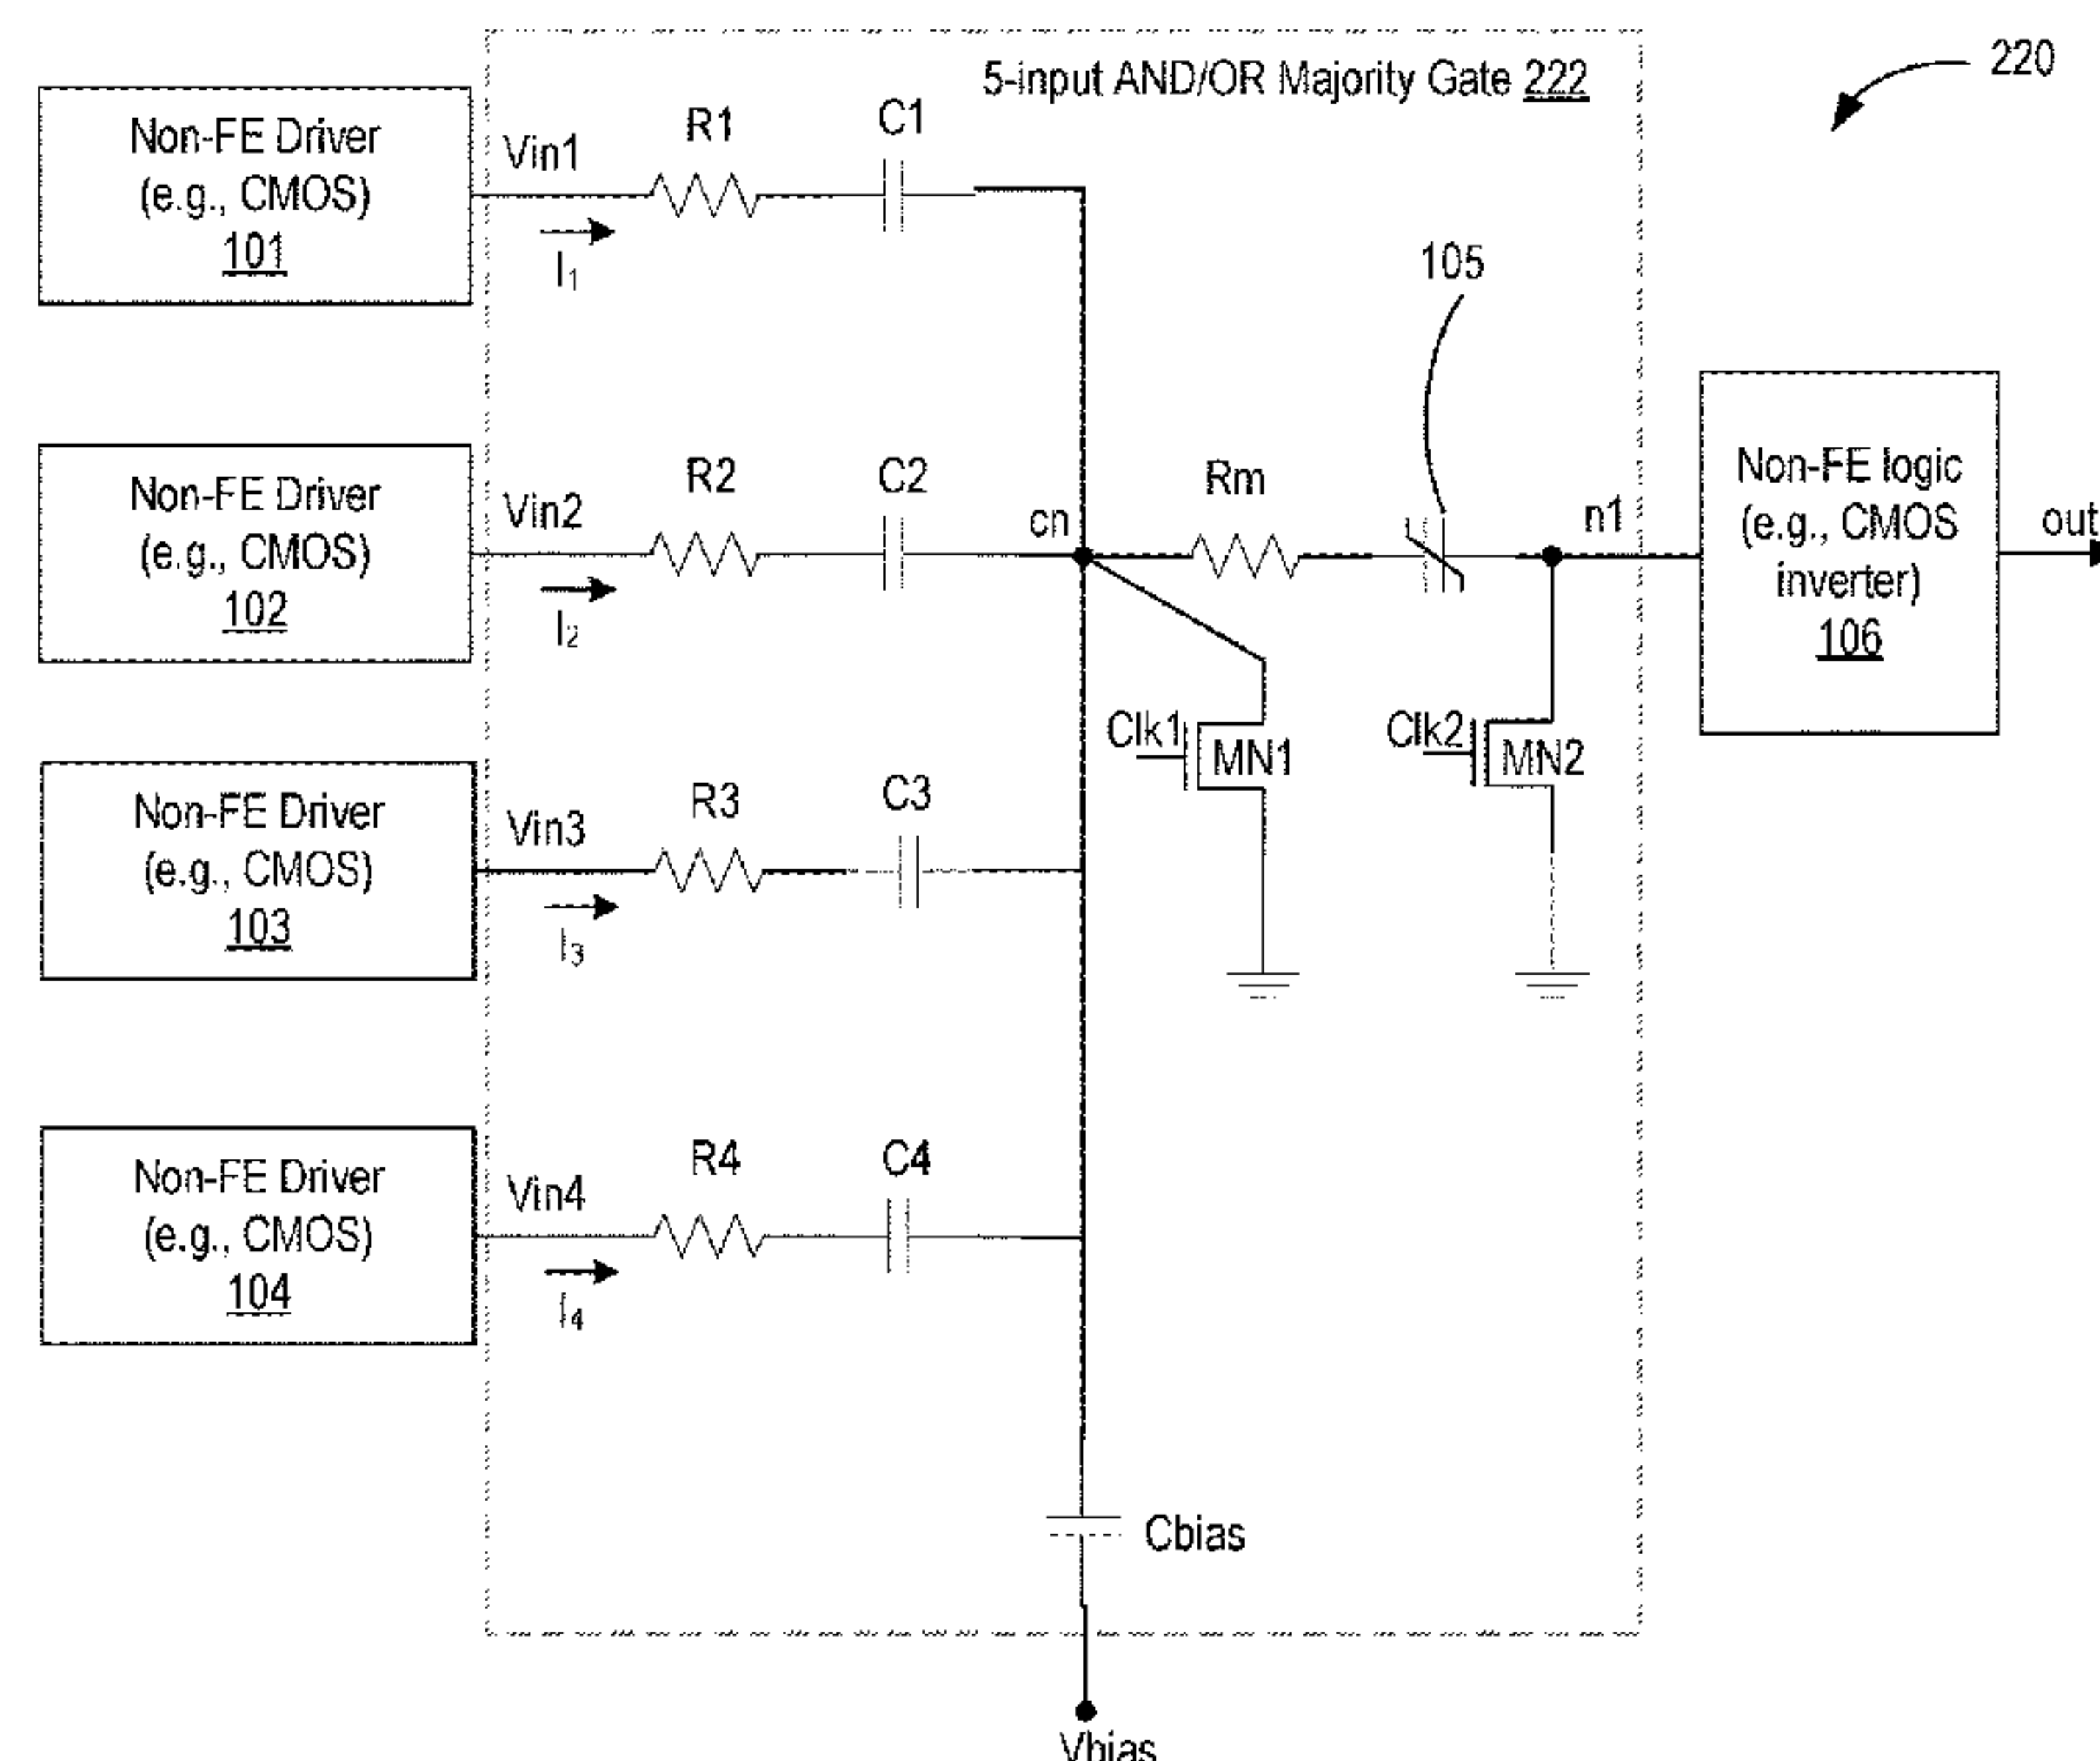 5-input AND/OR Majority Gate 222
220
Non-FE Driver
(e.g., CMOS)
101
Vin1
I1
R1
C1
105
Non-FE Driver
(e.g., CMOS)
102
Vin2
I2
R2
C2
cn
Rm
n1
Non-FE logic
(e.g., CMOS
inverter)
106
out
Clk1
MN1
Clk2
MN2
Non-FE Driver
(e.g., CMOS)
103
Vin3
I3
R3
C3
Non-FE Driver
(e.g., CMOS)
104
Vin4
I4
R4
C4
Cbias
Vbias